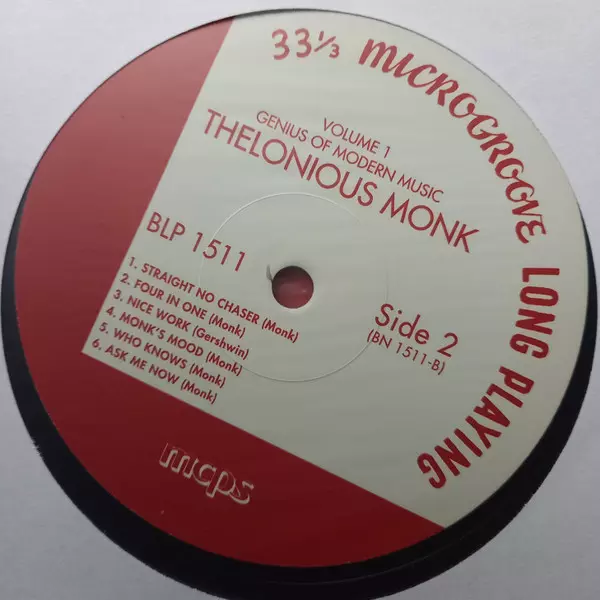 33⅓ MICROGROOVE LONG PLAYING
VOLUME 1
GENIUS OF MODERN MUSIC
THELONIOUS MONK
BLP 1511
Side 2
(BN 1511-B)
1. STRAIGHT NO CHASER (Monk)
2. FOUR IN ONE (Monk)
3. NICE WORK (Gershwin)
4. MONK'S MOOD (Monk)
5. WHO KNOWS (Monk)
6. ASK ME NOW (Monk)
mcps